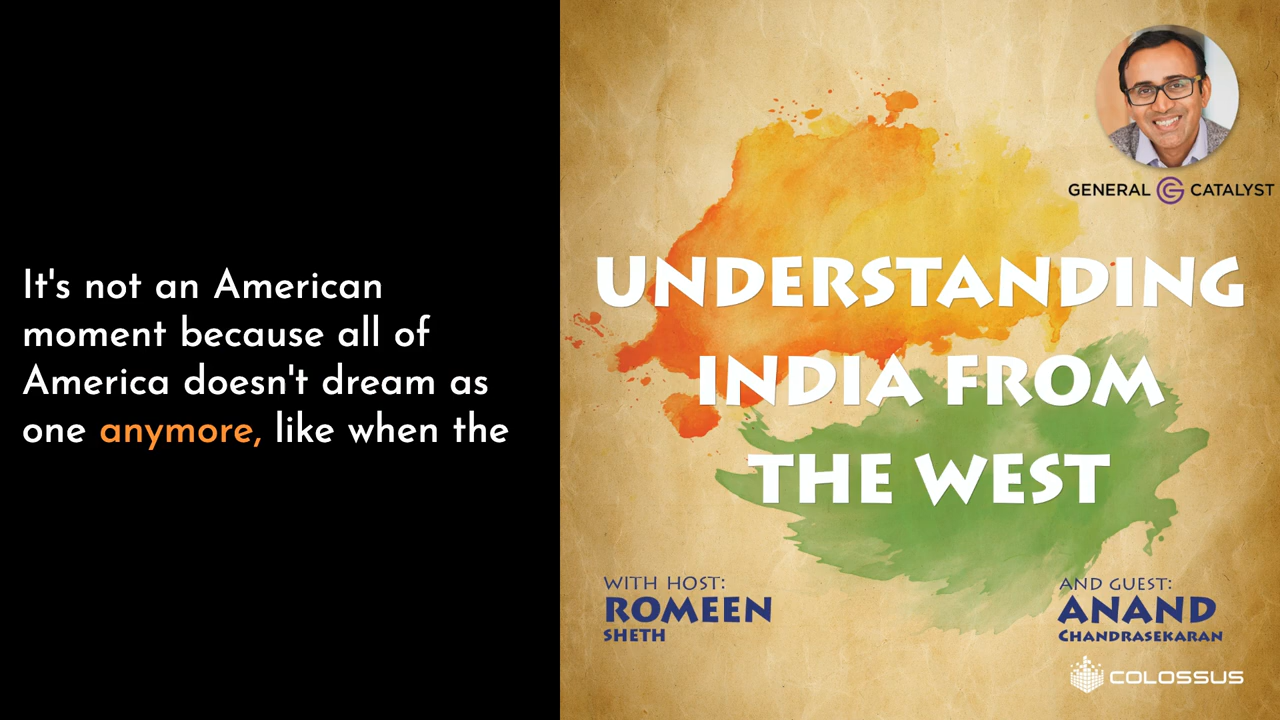 It's not an American
moment because all of
America doesn't dream as
one anymore, like when the
GENERAL CATALYST
UNDERSTANDING
INDIA FROM
THE WEST
WITH HOST:
ROMEEN
SHETH
AND GUEST:
ANAND
CHANDRASEKARAN
COLOSSUS